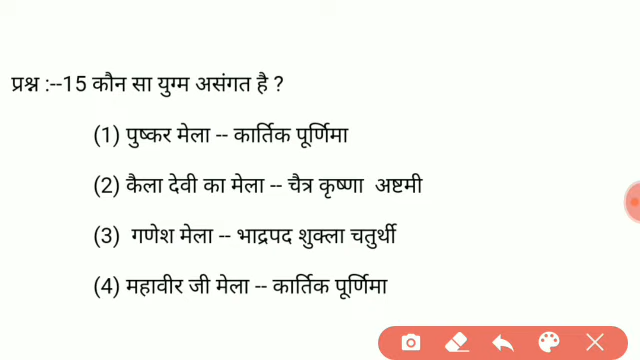 प्रश्न :--15 कौन सा युग्म असंगत है ?
(1) पुष्कर मेला -- कार्तिक पूर्णिमा
(2) कैला देवी का मेला -- चैत्र कृष्णा अष्टमी
(3) गणेश मेला -- भाद्रपद शुक्ला चतुर्थी
(4) महावीर जी मेला -- कार्तिक पूर्णिमा